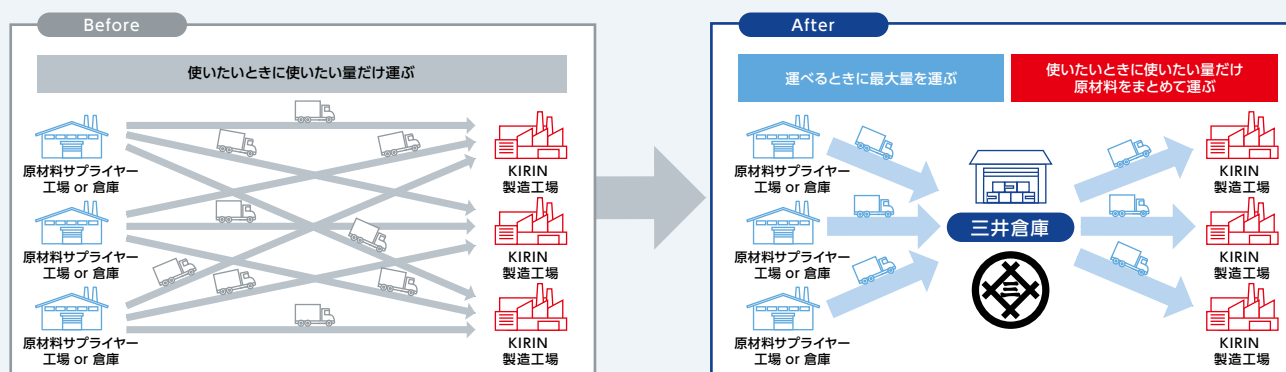 Before
使いたいときに使いたい量だけ運ぶ
原材料サプライヤー
工場 or 倉庫
KIRIN
製造工場
原材料サプライヤー
工場 or 倉庫
KIRIN
製造工場
原材料サプライヤー
工場 or 倉庫
KIRIN
製造工場
After
運べるときに最大量を運ぶ
使いたいときに使いたい量だけ
原材料をまとめて運ぶ
原材料サプライヤー
工場 or 倉庫
KIRIN
製造工場
三井倉庫
原材料サプライヤー
工場 or 倉庫
KIRIN
製造工場
三
原材料サプライヤー
工場 or 倉庫
KIRIN
製造工場